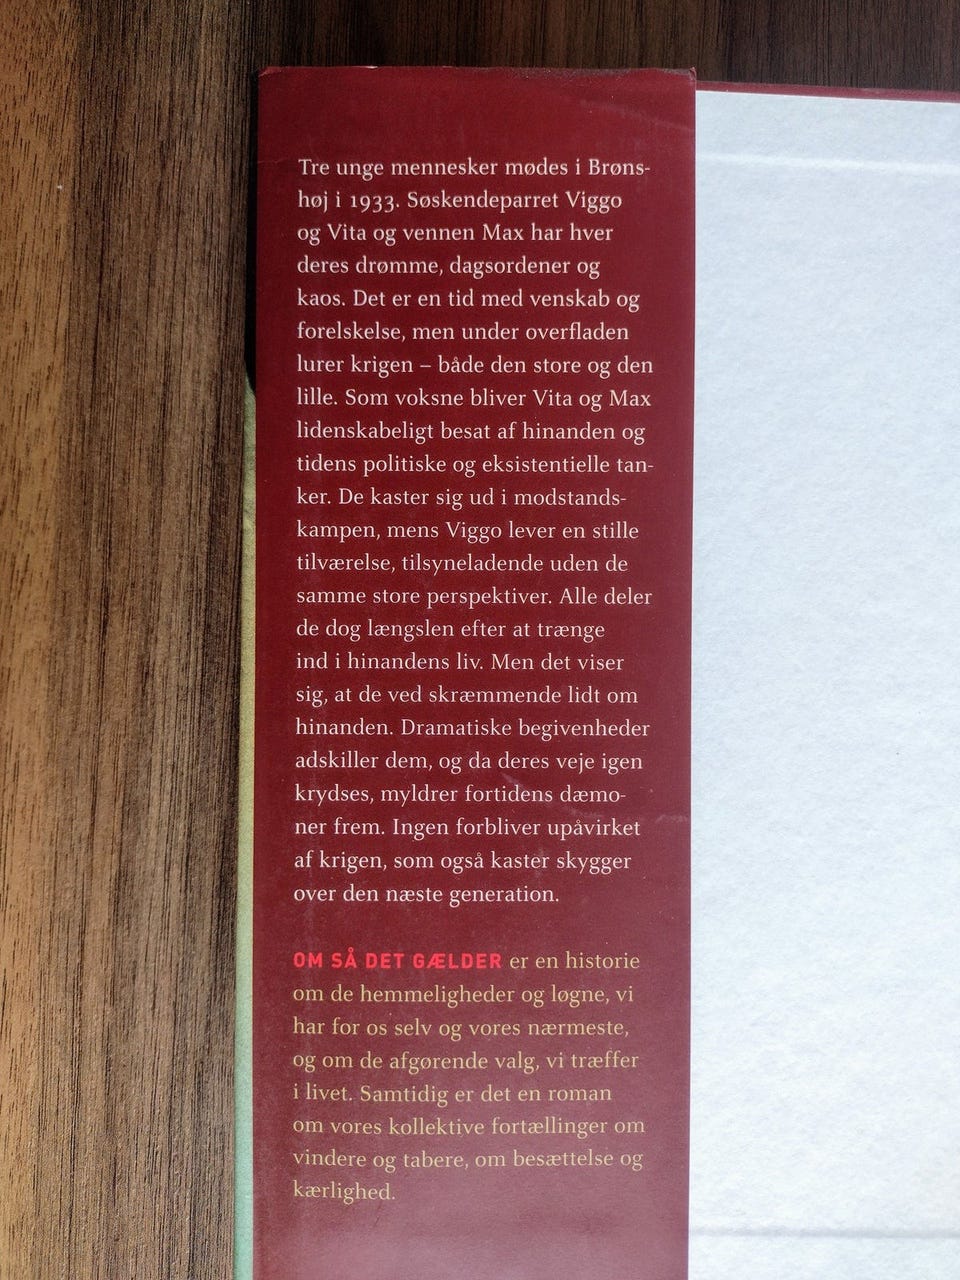 Tre unge mennesker mødes i Brøns-
høj i 1933. Søskendeparret Viggo
og Vita og vennen Max har hver
deres drømme, dagsordener og
kaos. Det er en tid med venskab og
forelskelse, men under overfladen
lurer krigen – både den store og den
lille. Som voksne bliver Vita og Max
lidenskabeligt besat af hinanden og
tidens politiske og eksistentielle tan-
ker. De kaster sig ud i modstands-
kampen, mens Viggo lever en stille
tilværelse, tilsyneladende uden de
samme store perspektiver. Alle deler
de dog længslen efter at trænge
ind i hinandens liv. Men det viser
sig, at de ved skræmmende lidt om
hinanden. Dramatiske begivenheder
adskiller dem, og da deres veje igen
krydses, myldrer fortidens dæmo-
ner frem. Ingen forbliver upåvirket
af krigen, som også kaster skygger
over den næste generation.
OM SÅ DET GÆLDER er en historie
om de hemmeligheder og løgne, vi
har for os selv og vores nærmeste,
og om de afgørende valg, vi træffer
i livet. Samtidig er det en roman
om vores kollektive fortællinger om
vindere og tabere, om besættelse og
kærlighed.